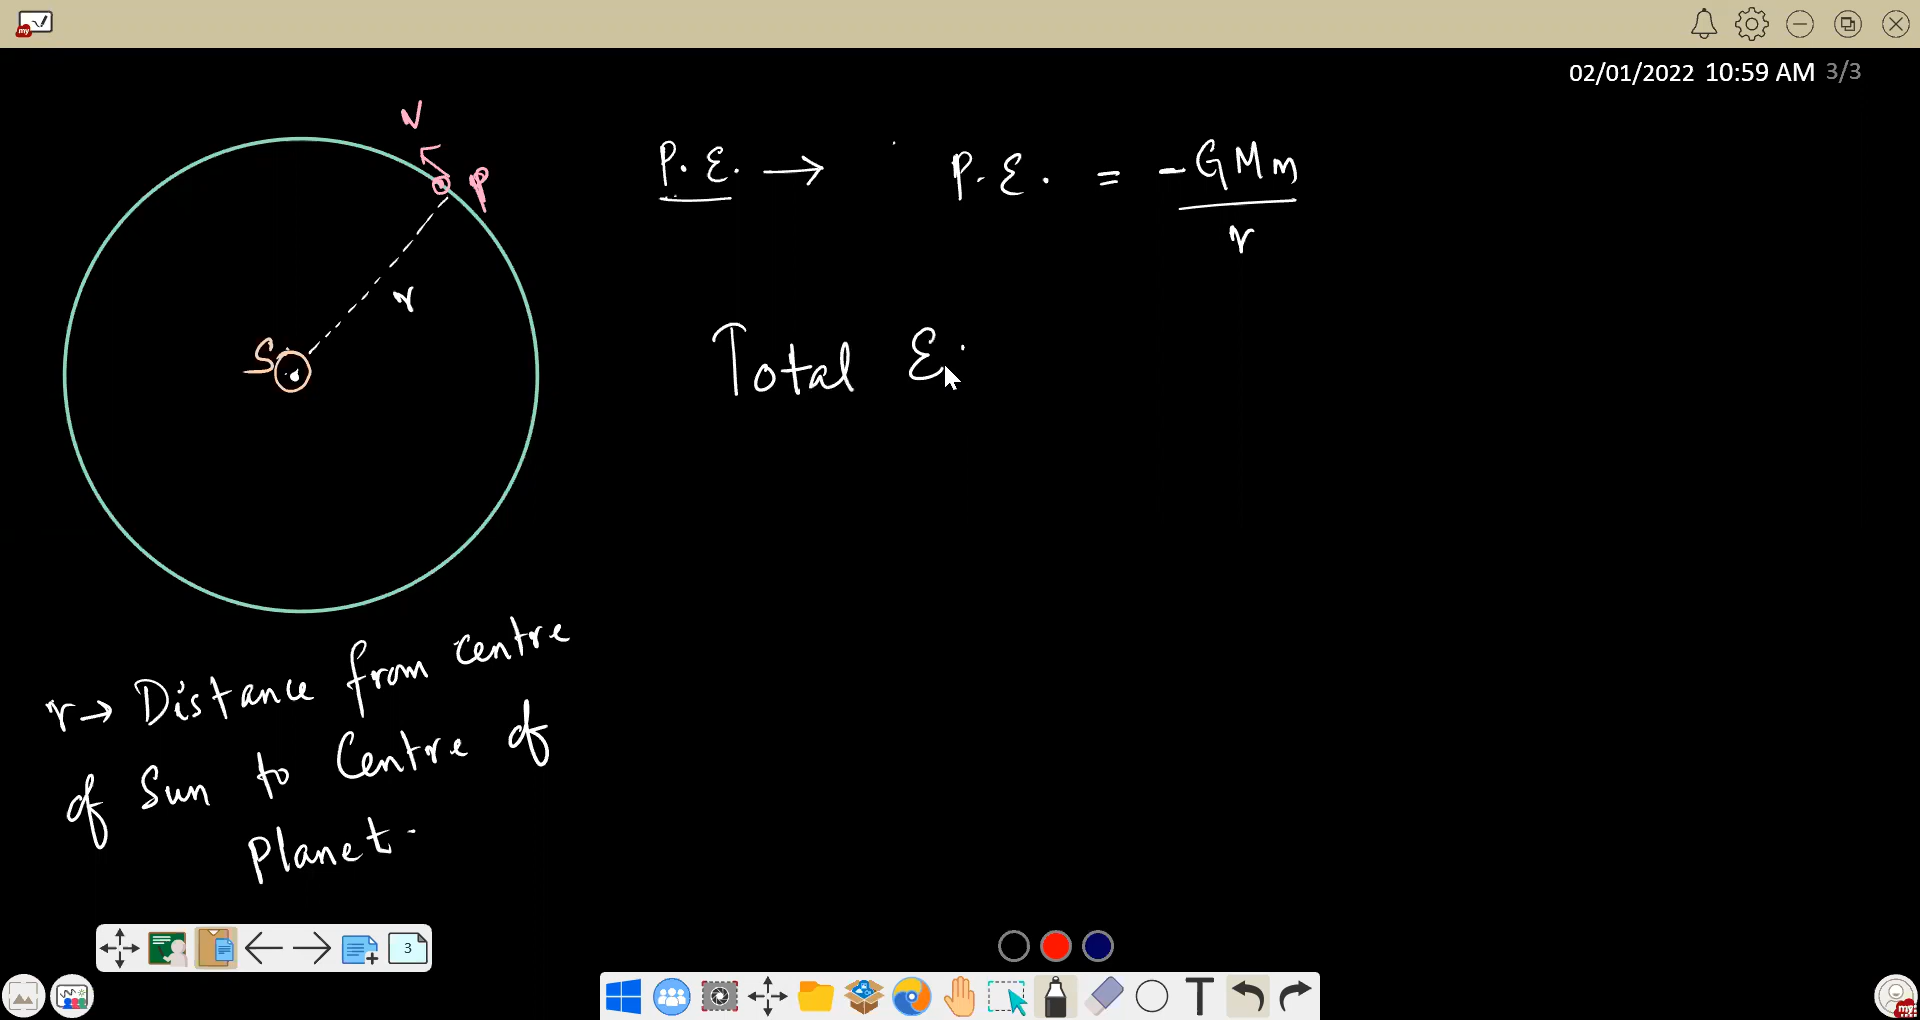 02/01/2022 10:59 AM 3/3
v
P
r
S
P.E. → P.E. = -GMm
r
Total E.
r → Distance from centre
of Sun to Centre of
Planet.
3